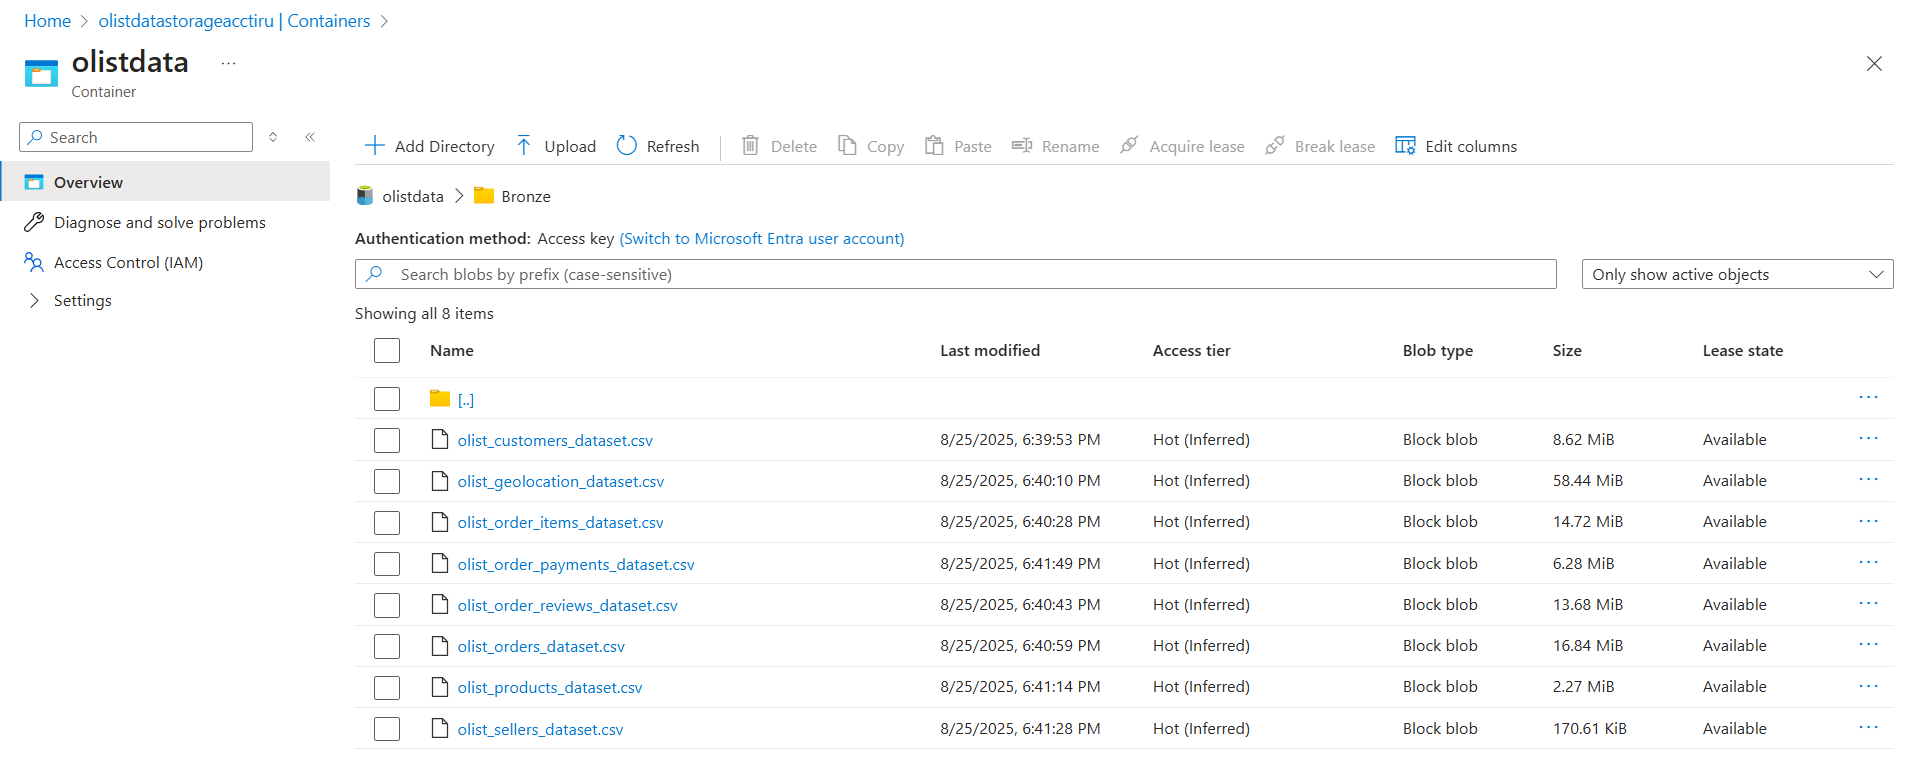 Home > olistdatastorageacctiru | Containers >
olistdata ...
Container
Search
Overview
Diagnose and solve problems
Access Control (IAM)
Settings
Add Directory Upload Refresh Delete Copy Paste Rename Acquire lease Break lease Edit columns
olistdata > Bronze
Authentication method: Access key (Switch to Microsoft Entra user account)
Search blobs by prefix (case-sensitive) Only show active objects
Showing all 8 items
Name Last modified Access tier Blob type Size Lease state
[..] ...
olist_customers_dataset.csv 8/25/2025, 6:39:53 PM Hot (Inferred) Block blob 8.62 MiB Available ...
olist_geolocation_dataset.csv 8/25/2025, 6:40:10 PM Hot (Inferred) Block blob 58.44 MiB Available ...
olist_order_items_dataset.csv 8/25/2025, 6:40:28 PM Hot (Inferred) Block blob 14.72 MiB Available ...
olist_order_payments_dataset.csv 8/25/2025, 6:41:49 PM Hot (Inferred) Block blob 6.28 MiB Available ...
olist_order_reviews_dataset.csv 8/25/2025, 6:40:43 PM Hot (Inferred) Block blob 13.68 MiB Available ...
olist_orders_dataset.csv 8/25/2025, 6:40:59 PM Hot (Inferred) Block blob 16.84 MiB Available ...
olist_products_dataset.csv 8/25/2025, 6:41:14 PM Hot (Inferred) Block blob 2.27 MiB Available ...
olist_sellers_dataset.csv 8/25/2025, 6:41:28 PM Hot (Inferred) Block blob 170.61 KiB Available ...